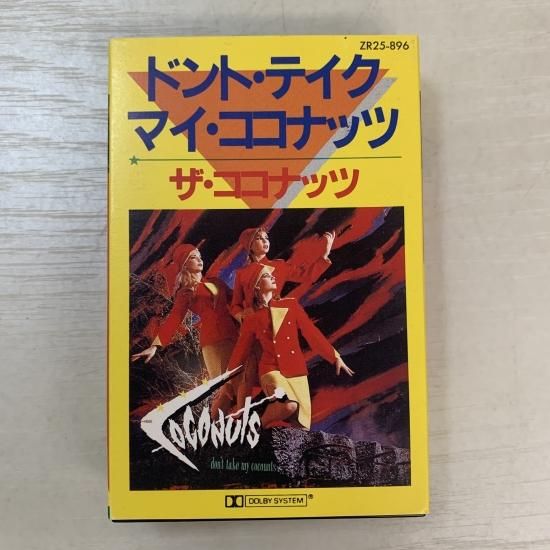 ZR25-896
ドント・テイク
マイ・ココナッツ
ザ・ココナッツ
COCONUTS
don't take my coconuts
DOLBY SYSTEM®